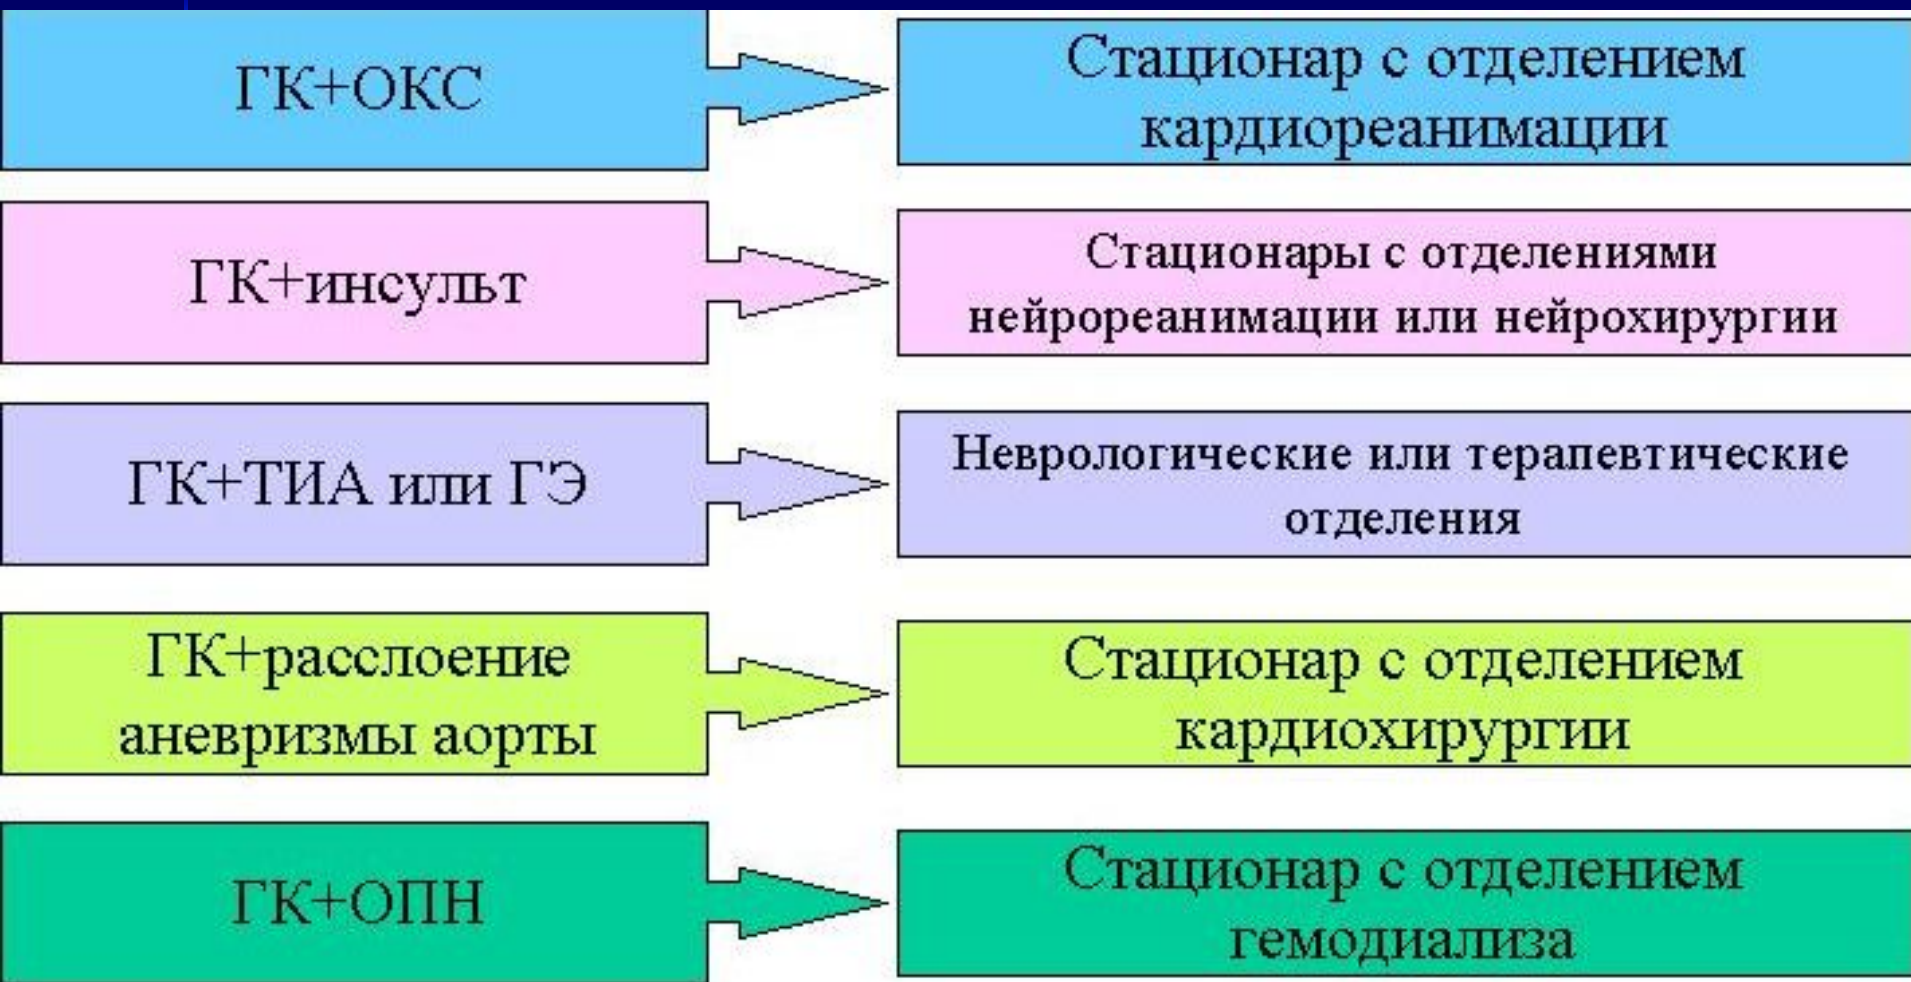 ГК+ОКС
Стационар с отделением
кардиореанимации
ГК+инсульт
Стационары с отделениями
нейрореанимации или нейрохирургии
ГК+ТИА или ГЭ
Неврологические или терапевтические
отделения
ГК+расслоение
аневризмы аорты
Стационар с отделением
кардиохирургии
ГК+ОПН
Стационар с отделением
гемодиализа